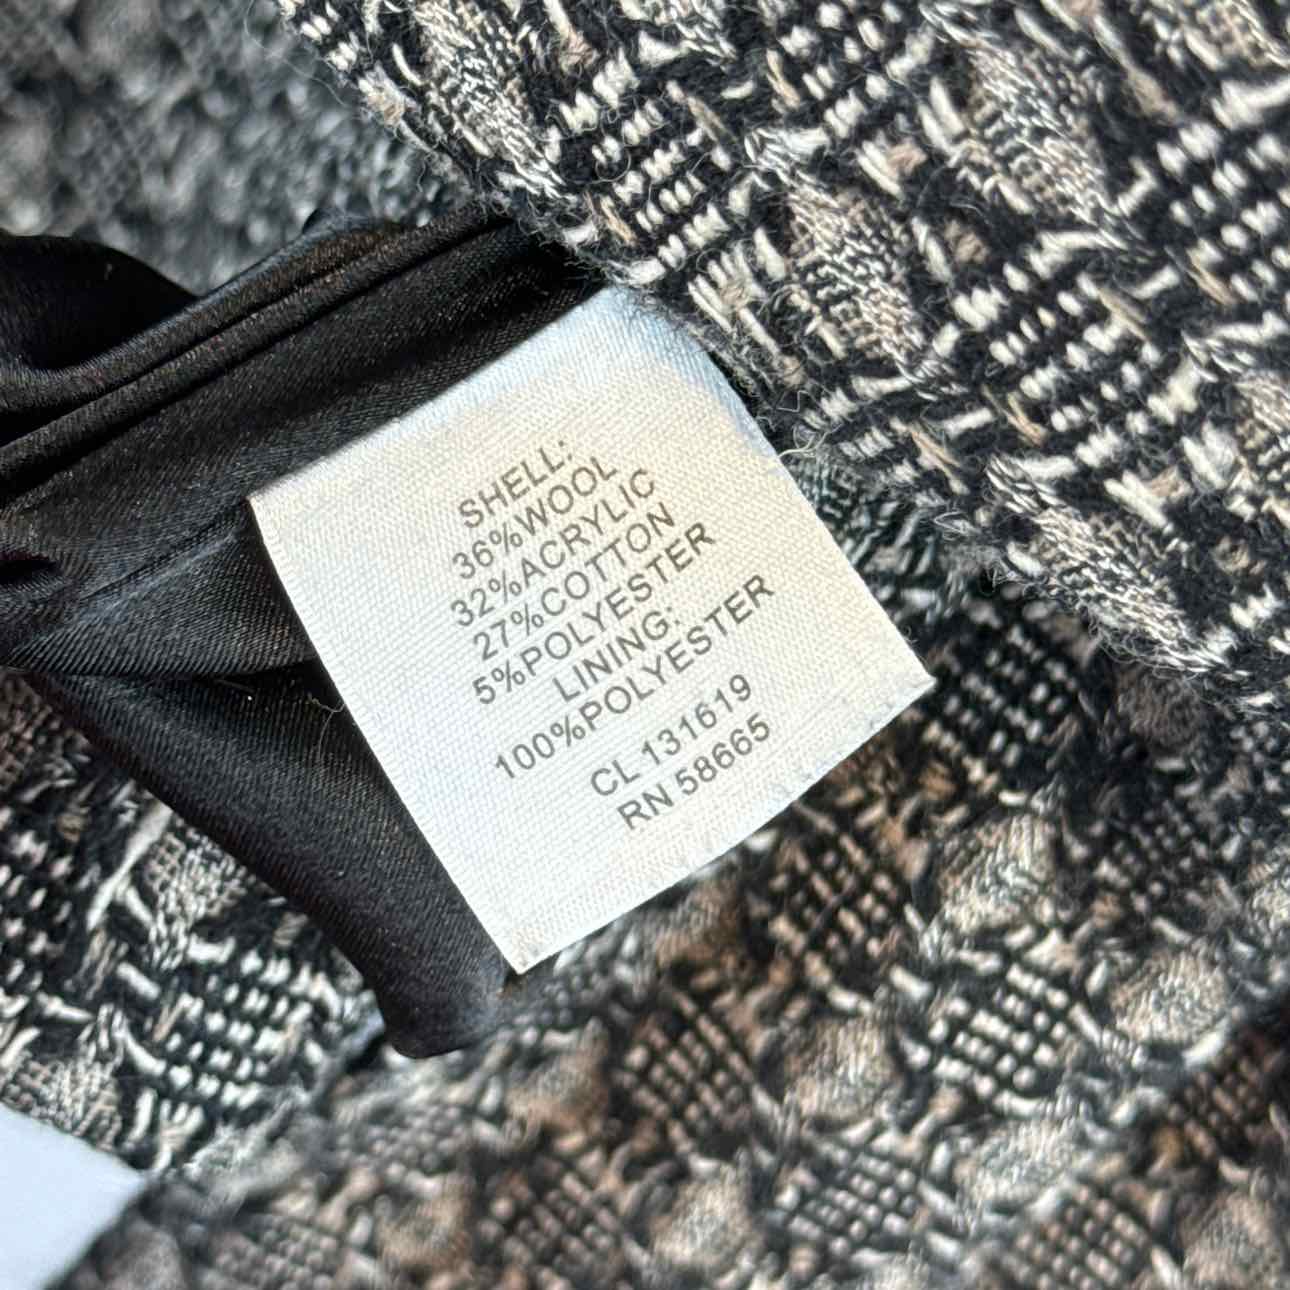 SHELL:
36%WOOL
32%ACRYLIC
27%COTTON
5%POLYESTER
LINING:
100%POLYESTER
CL 131619
RN 58665